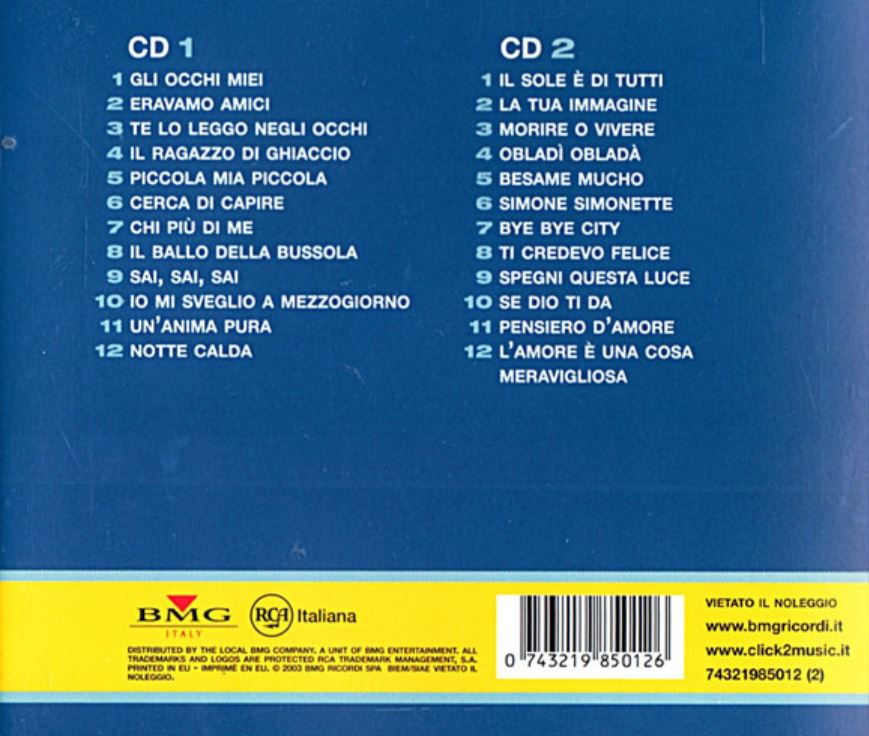 CD 1
1 GLI OCCHI MIEI
2 ERAVAMO AMICI
3 TE LO LEGGO NEGLI OCCHI
4 IL RAGAZZO DI GHIACCIO
5 PICCOLA MIA PICCOLA
6 CERCA DI CAPIRE
7 CHI PIÙ DI ME
8 IL BALLO DELLA BUSSOLA
9 SAI, SAI, SAI
10 IO MI SVEGLIO A MEZZOGIORNO
11 UN'ANIMA PURA
12 NOTTE CALDA
CD 2
1 IL SOLE È DI TUTTI
2 LA TUA IMMAGINE
3 MORIRE O VIVERE
4 OBLADÌ OBLADÀ
5 BESAME MUCHO
6 SIMONE SIMONETTE
7 BYE BYE CITY
8 TI CREDEVO FELICE
9 SPEGNI QUESTA LUCE
10 SE DIO TI DA
11 PENSIERO D'AMORE
12 L'AMORE È UNA COSA
MERAVIGLIOSA
BMG
ITALY
RCA Italiana
DISTRIBUTED BY THE LOCAL BMG COMPANY. A UNIT OF BMG ENTERTAINMENT. ALL
TRADEMARKS AND LOGOS ARE PROTECTED RCA TRADEMARK MANAGEMENT, S.A.
PRINTED IN EU - IMPRIMÉ EN EU. © 2003 BMG RICORDI SPA BIEM/SIAE VIETATO IL
NOLEGGIO.
0 743219 850126
VIETATO IL NOLEGGIO
www.bmgricordi.it
www.click2music.it
74321985012 (2)